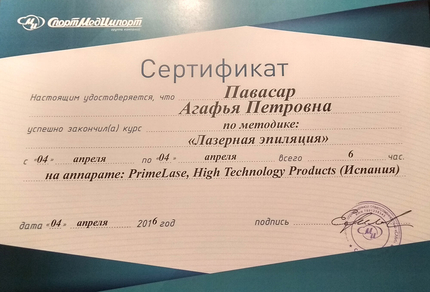 СпортМедИмпорт
Сертификат
Настоящим удостоверяется, что Павасар
Агафья Петровна
успешно закончил(а) курс по методике:
«Лазерная эпиляция»
с «04» апреля по «04» апреля всего 6 час.
на аппарате: PrimeLase, High Technology Products (Испания)
дата «04» апреля 2016 год подпись